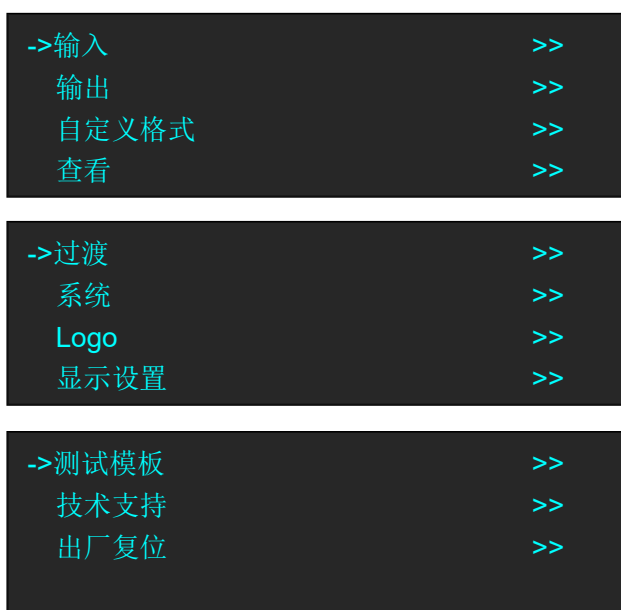 ->输入 >>
输出 >>
自定义格式 >>
查看 >>
->过渡 >>
系统 >>
Logo >>
显示设置 >>
->测试模板 >>
技术支持 >>
出厂复位 >>